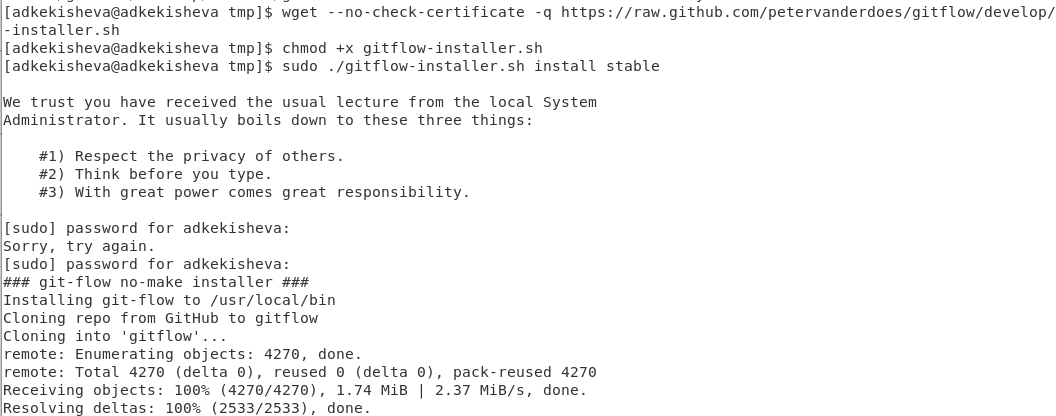 [adkekisheva@adkekisheva tmp]$ wget --no-check-certificate -q https://raw.github.com/petervanderdoes/gitflow/develop/
-installer.sh
[adkekisheva@adkekisheva tmp]$ chmod +x gitflow-installer.sh
[adkekisheva@adkekisheva tmp]$ sudo ./gitflow-installer.sh install stable
We trust you have received the usual lecture from the local System
Administrator. It usually boils down to these three things:
#1) Respect the privacy of others.
#2) Think before you type.
#3) With great power comes great responsibility.
[sudo] password for adkekisheva:
Sorry, try again.
[sudo] password for adkekisheva:
### git-flow no-make installer ###
Installing git-flow to /usr/local/bin
Cloning repo from GitHub to gitflow
Cloning into 'gitflow'...
remote: Enumerating objects: 4270, done.
remote: Total 4270 (delta 0), reused 0 (delta 0), pack-reused 4270
Receiving objects: 100% (4270/4270), 1.74 MiB | 2.37 MiB/s, done.
Resolving deltas: 100% (2533/2533), done.